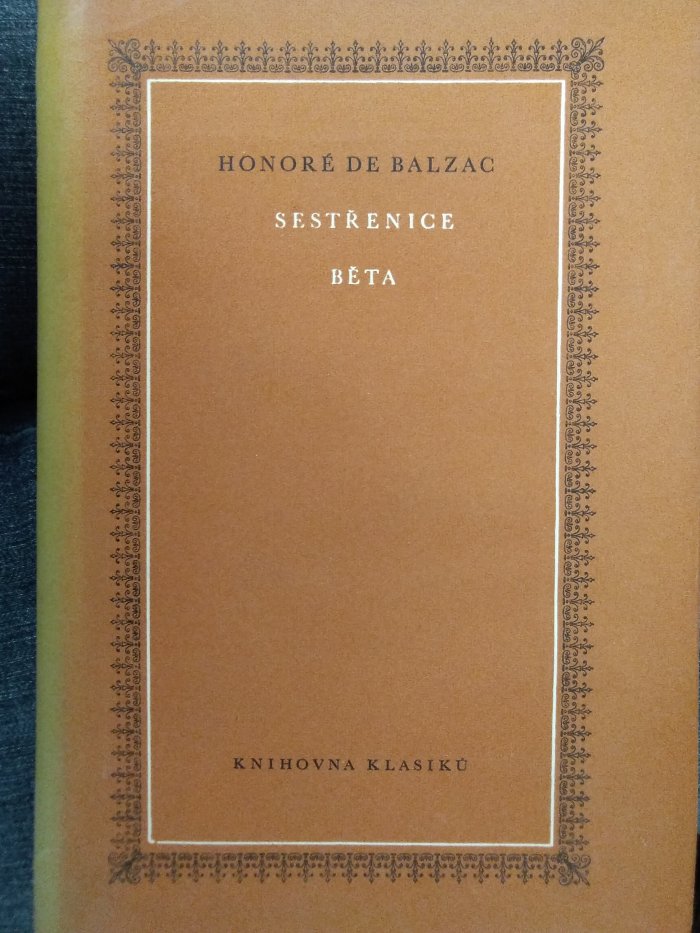 HONORÉ DE BALZAC
SESTŘENICE
BĚTA
KNIHOVNA KLASIKŮ